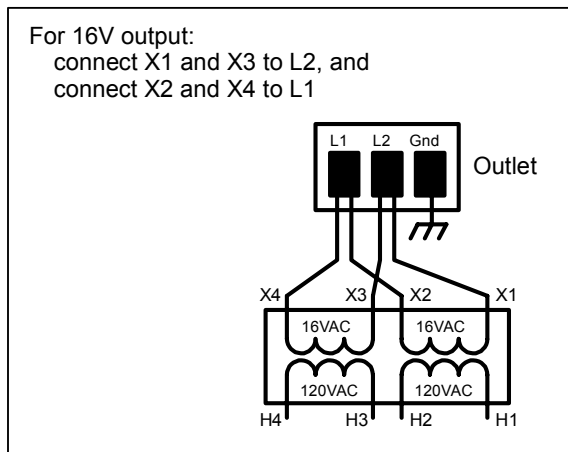 For 16V output:
connect X1 and X3 to L2, and
connect X2 and X4 to L1
L1 L2 Gnd
Outlet
X4 X3 X2 X1
16VAC 16VAC
120VAC 120VAC
H4 H3 H2 H1